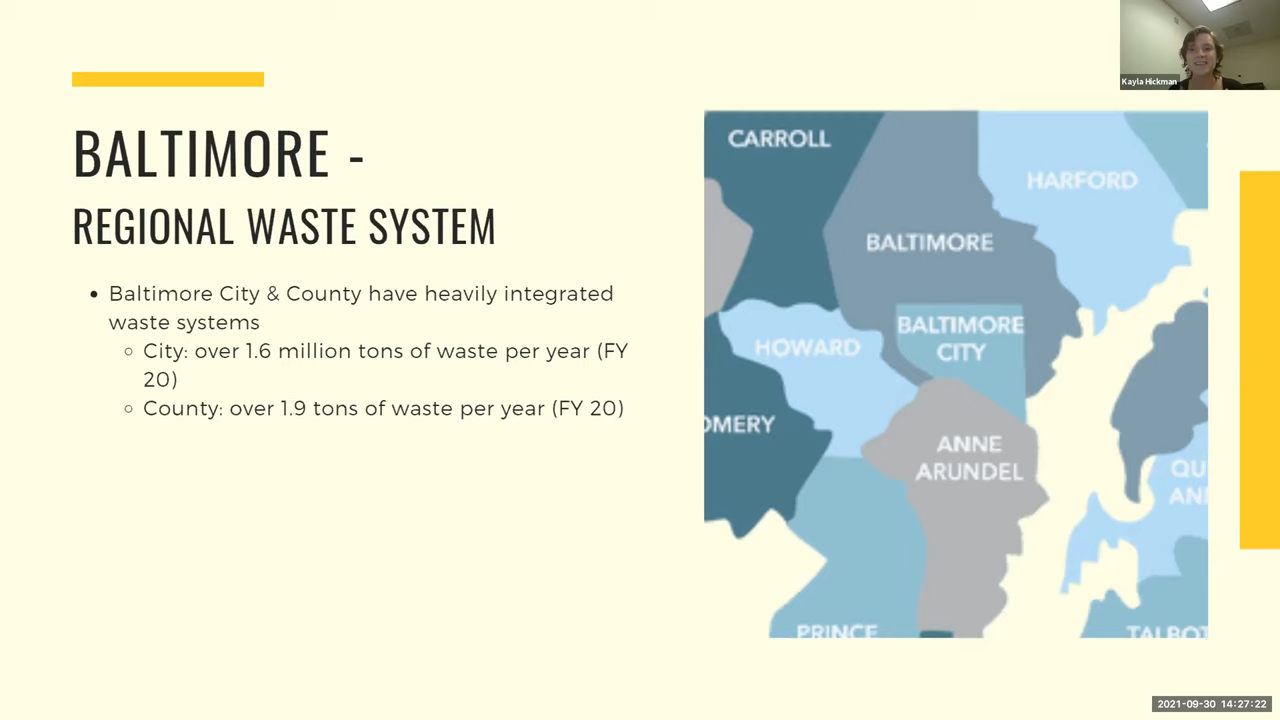 Kayla Hickman
BALTIMORE -
REGIONAL WASTE SYSTEM
• Baltimore City & County have heavily integrated
waste systems
◦ City: over 1.6 million tons of waste per year (FY
20)
◦ County: over 1.9 tons of waste per year (FY 20)
CARROLL
HARFORD
BALTIMORE
BALTIMORE
CITY
HOWARD
OMERY
ANNE
ARUNDEL
QU
AN
PRINCE
TALBOT
2021-09-30 14:27:22